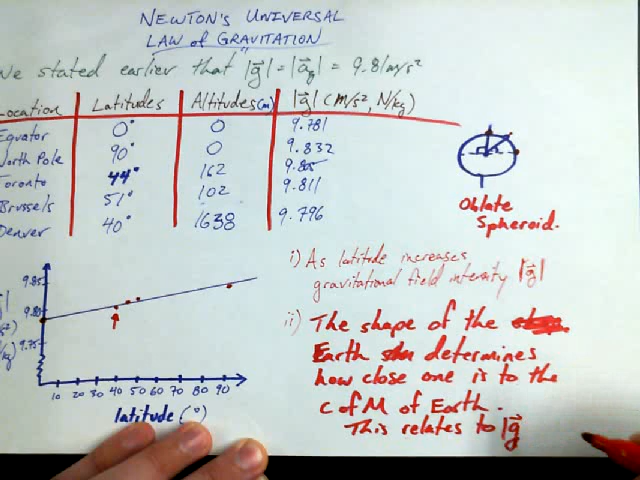 NEWTON'S UNIVERSAL
LAW of GRAVITATION
We stated earlier that |g⃗| = |a⃗g| = 9.81m/s²
Location Latitudes Altitudes(m) |g⃗| (m/s², N/kg)
Equator 0° 0 9.781
North Pole 90° 0 9.832
Toronto 44° 162 9.805
Brussels 51° 102 9.811
Denver 40° 1638 9.796
Oblate
Spheroid.
i) As latitude increases
gravitational field intensity |g⃗|
ii) The shape of the
Earth determines
how close one is to the
C of M of Earth.
This relates to |g⃗
9.85
9.80
9.75
10 20 30 40 50 60 70 80 90
latitude (°)